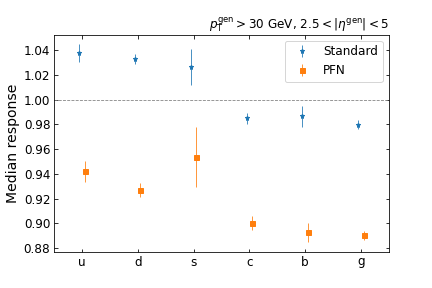 p_T^gen > 30 GeV, 2.5 < |η^gen| < 5
Median response
1.04
1.02
1.00
0.98
0.96
0.94
0.92
0.90
0.88
Standard
PFN
u d s c b g